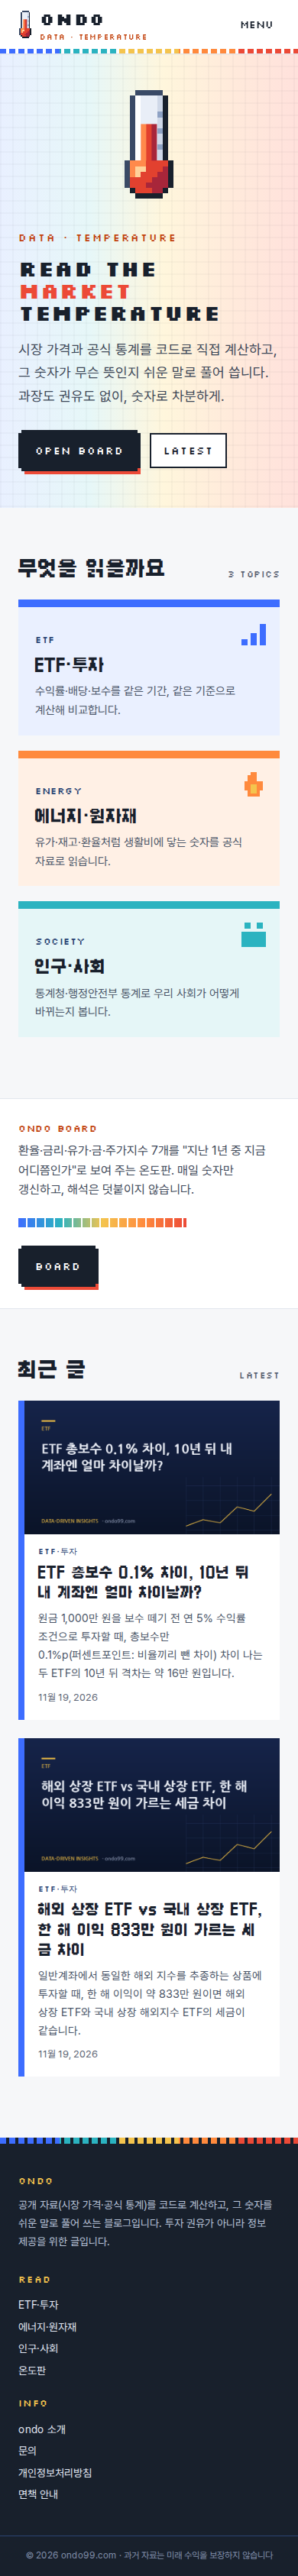 ONDO
DATA · TEMPERATURE
MENU
DATA · TEMPERATURE
READ THE
MARKET
TEMPERATURE
시장 가격과 공식 통계를 코드로 직접 계산하고,
그 숫자가 무슨 뜻인지 쉬운 말로 풀어 씁니다.
과장도 권유도 없이, 숫자로 차분하게.
OPEN BOARD
LATEST
무엇을 읽을까요
3 TOPICS
ETF
ETF·투자
수익률·배당·보수를 같은 기간, 같은 기준으로
계산해 비교합니다.
ENERGY
에너지·원자재
유가·재고·환율처럼 생활비에 닿는 숫자를 공식
자료로 읽습니다.
SOCIETY
인구·사회
통계청·행정안전부 통계로 우리 사회가 어떻게
바뀌는지 봅니다.
ONDO BOARD
환율·금리·유가·금·주가지수 7개를 "지난 1년 중 지금
어디쯤인가"로 보여 주는 온도판. 매일 숫자만
갱신하고, 해석은 덧붙이지 않습니다.
BOARD
최근 글
LATEST
ETF
ETF 총보수 0.1% 차이, 10년 뒤 내
계좌엔 얼마 차이날까?
DATA-DRIVEN INSIGHTS · ondo99.com
ETF·투자
ETF 총보수 0.1% 차이, 10년 뒤
내 계좌엔 얼마 차이날까?
원금 1,000만 원을 보수 떼기 전 연 5% 수익률
조건으로 투자할 때, 총보수만
0.1%p(퍼센트포인트: 비율끼리 뺀 차이) 차이 나는
두 ETF의 10년 뒤 격차는 약 16만 원입니다.
11월 19, 2026
ETF
해외 상장 ETF vs 국내 상장 ETF, 한 해
이익 833만 원이 가르는 세금 차이
DATA-DRIVEN INSIGHTS · ondo99.com
ETF·투자
해외 상장 ETF vs 국내 상장 ETF,
한 해 이익 833만 원이 가르는 세
금 차이
일반계좌에서 동일한 해외 지수를 추종하는 상품에
투자할 때, 한 해 이익이 약 833만 원이면 해외
상장 ETF와 국내 상장 해외지수 ETF의 세금이
같습니다.
11월 19, 2026
ONDO
공개 자료(시장 가격·공식 통계)를 코드로 계산하고, 그 숫자를
쉬운 말로 풀어 쓰는 블로그입니다. 투자 권유가 아니라 정보
제공을 위한 글입니다.
READ
ETF·투자
에너지·원자재
인구·사회
온도판
INFO
ondo 소개
문의
개인정보처리방침
면책 안내
© 2026 ondo99.com · 과거 자료는 미래 수익을 보장하지 않습니다